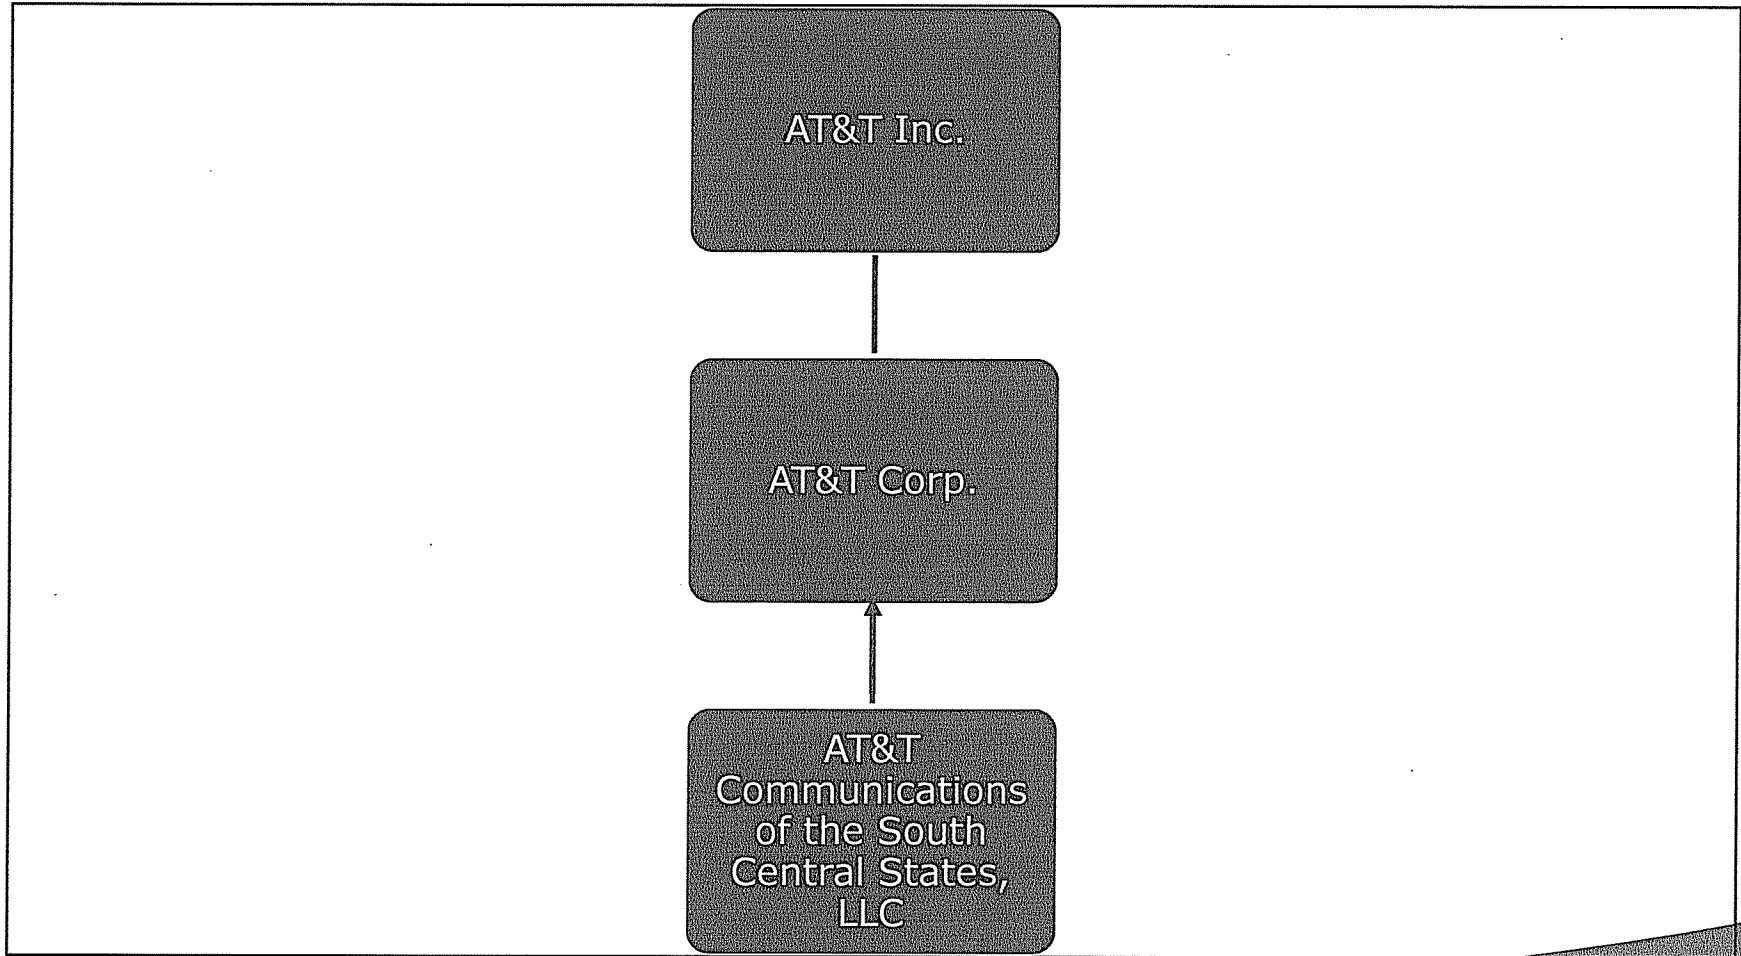 AT&T Inc.
AT&T Corp.
AT&T
Communications
of the South
Central States,
LLC